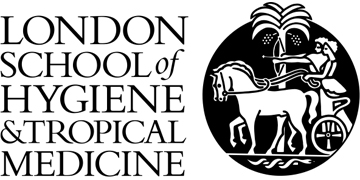 LONDON
SCHOOL of
HYGIENE
& TROPICAL
MEDICINE